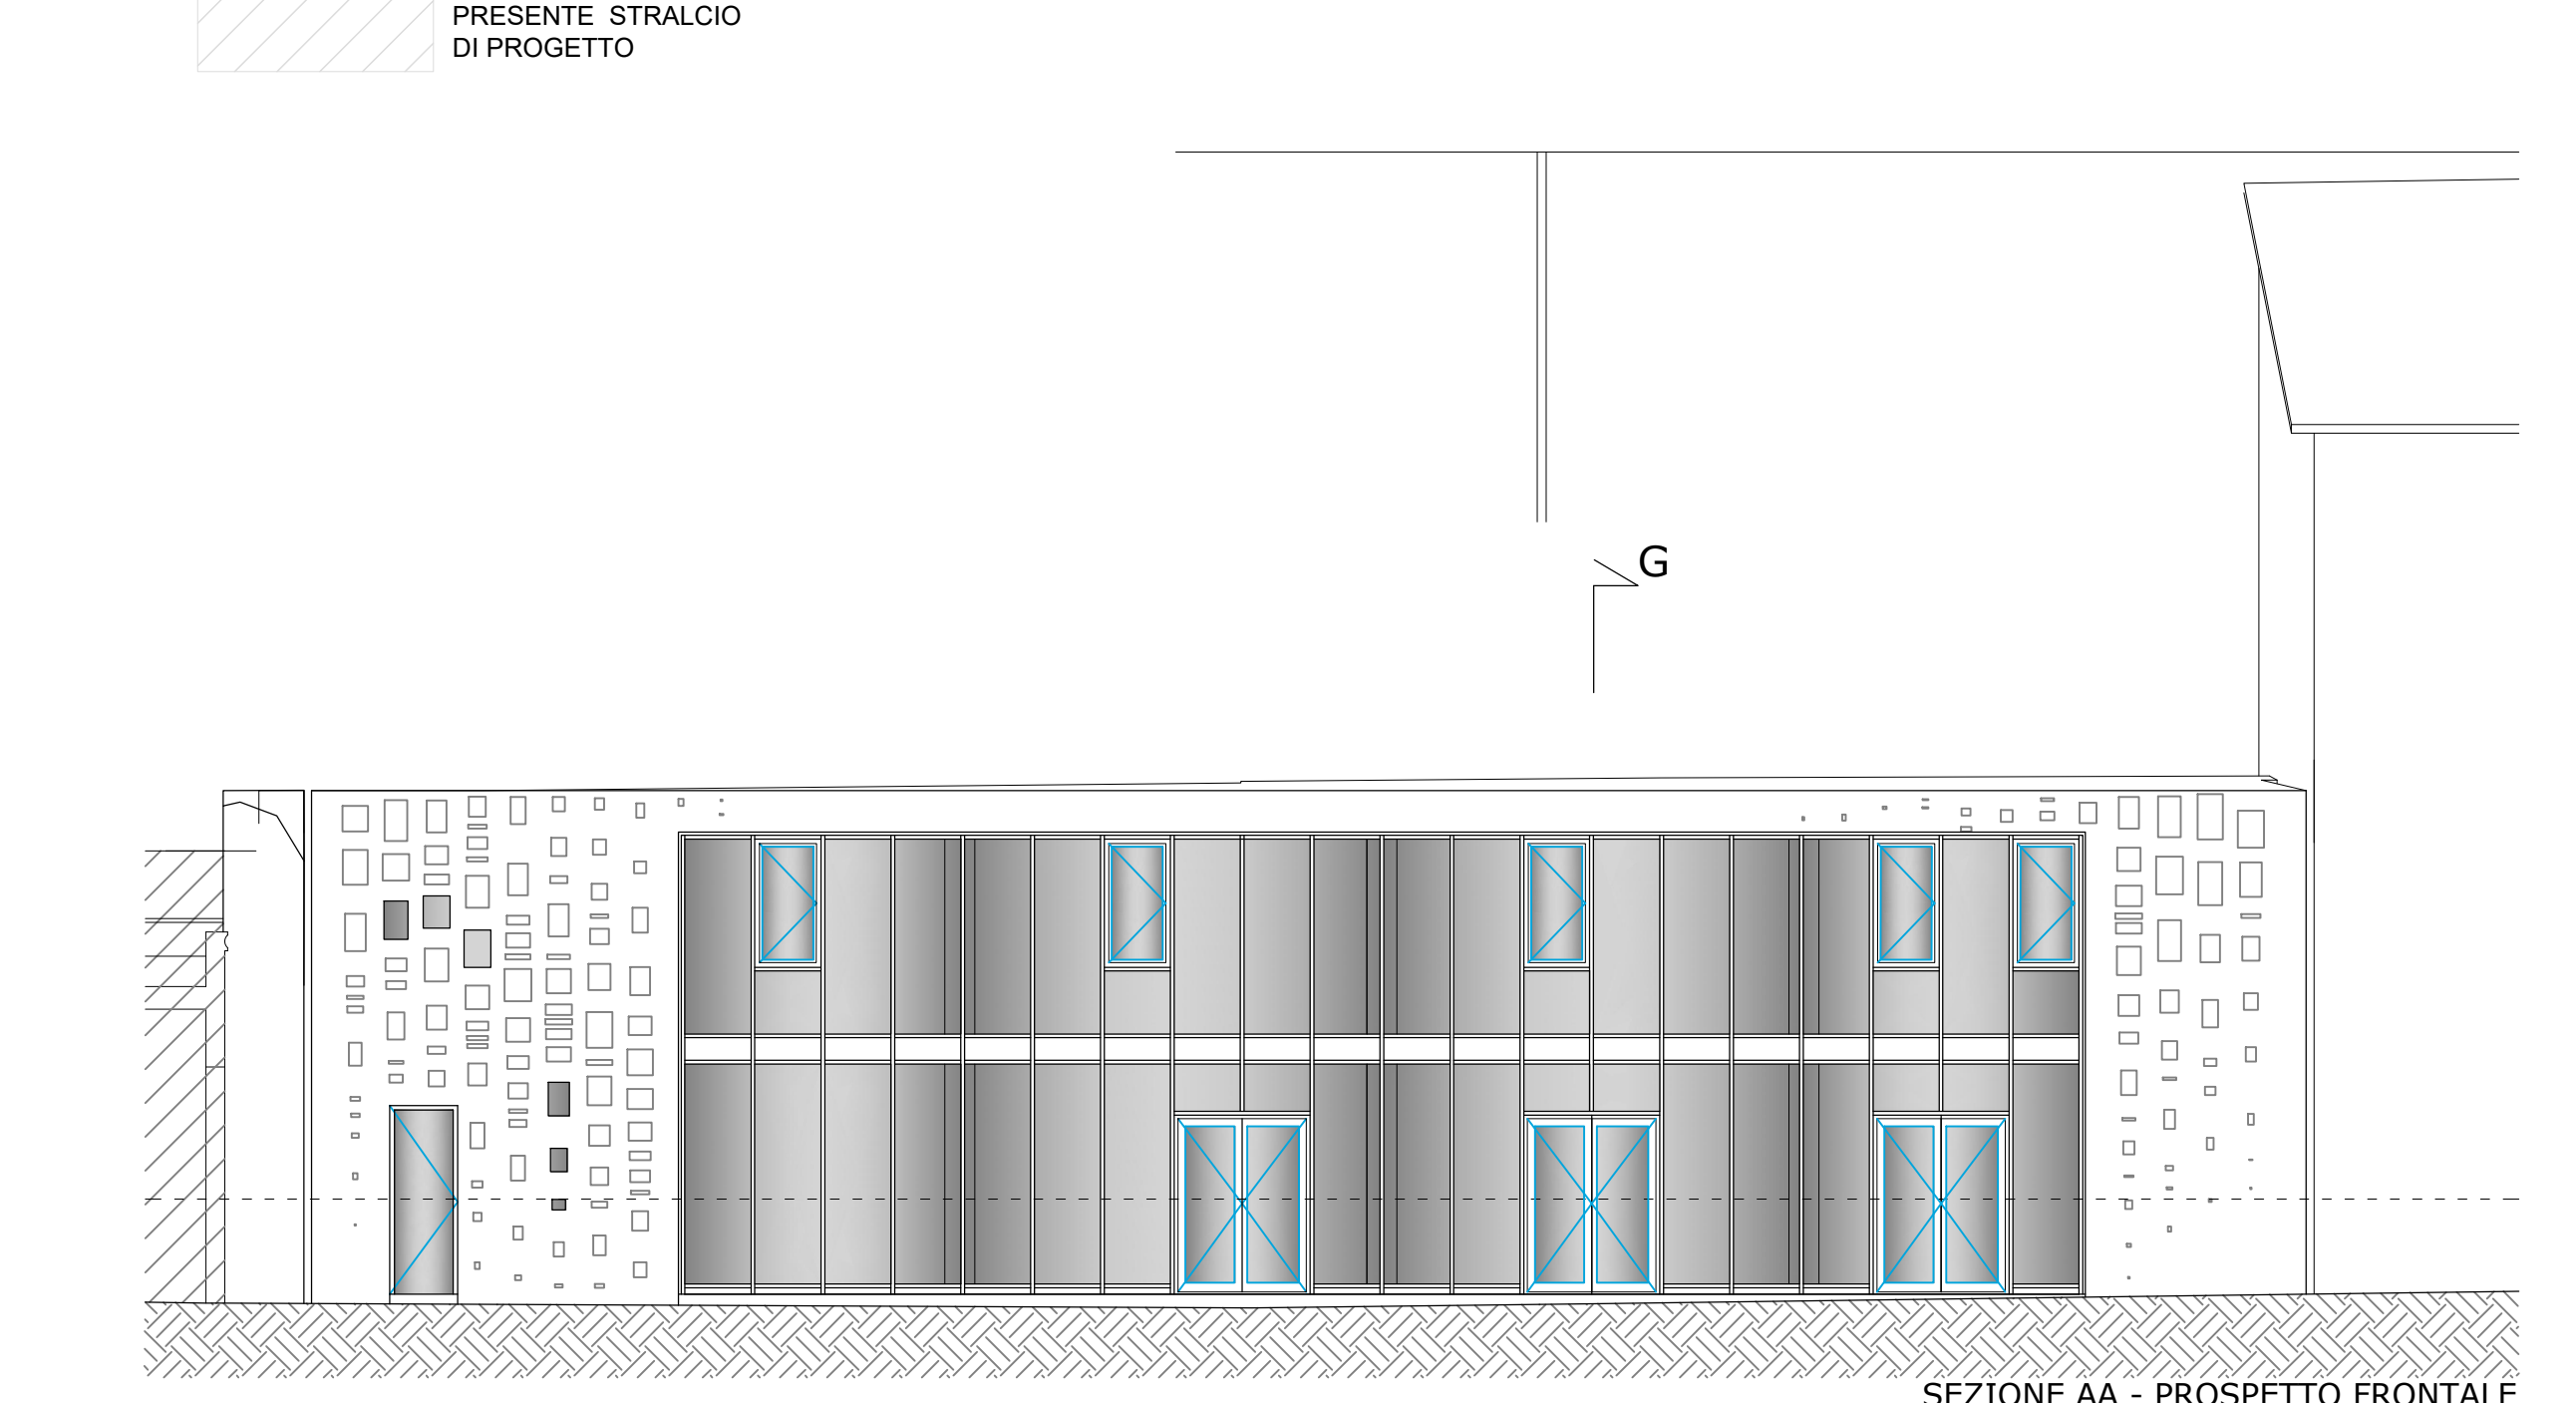 PRESENTE STRALCIO
DI PROGETTO
G
SEZIONE AA - PROSPETTO FRONTALE